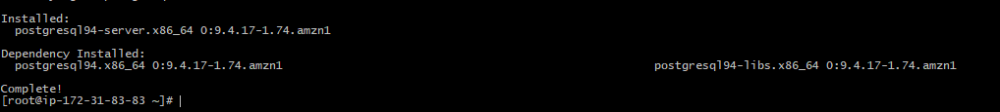 Installed:
postgresql94-server.x86_64 0:9.4.17-1.74.amzn1
Dependency Installed:
postgresql94.x86_64 0:9.4.17-1.74.amzn1 postgresql94-libs.x86_64 0:9.4.17-1.74.amzn1
Complete!
[root@ip-172-31-83-83 ~]#